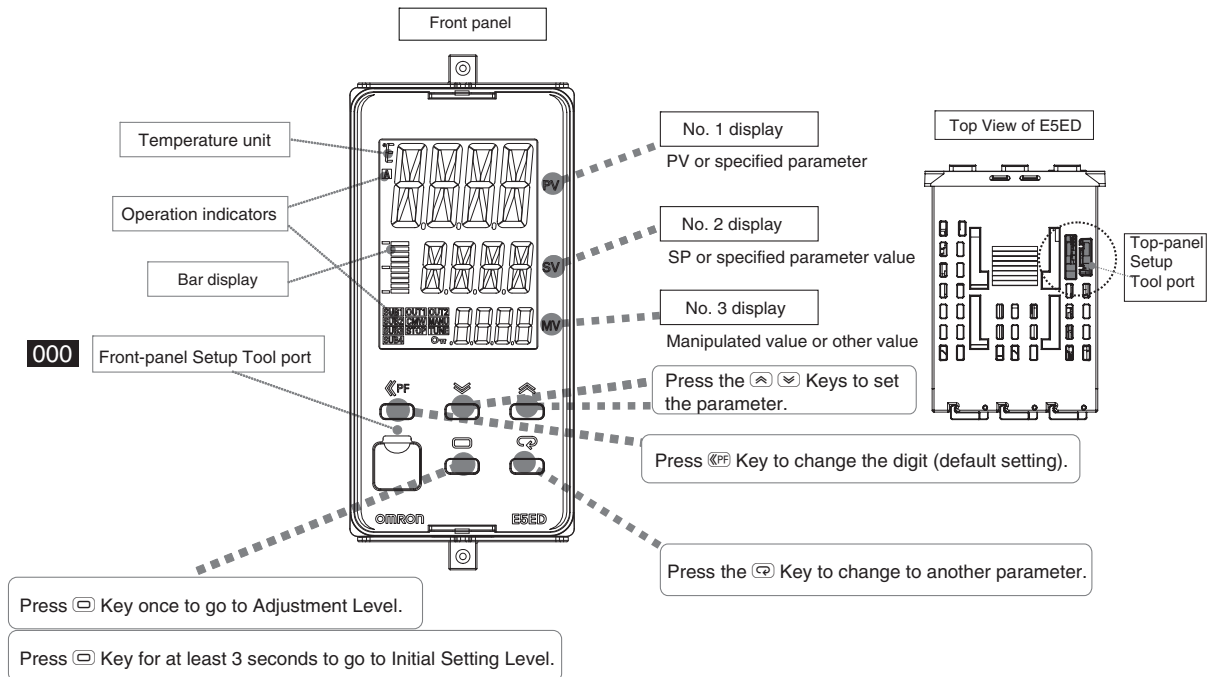 Front panel
Temperature unit
Operation indicators
Bar display
000
Front-panel Setup Tool port
PV
SV
MV
SUB1 OUT1 OUT2
SUB2 CMW MANU
SUB3 STOP TUNE
SUB4
PF
OMRON
E5ED
No. 1 display
PV or specified parameter
No. 2 display
SP or specified parameter value
No. 3 display
Manipulated value or other value
Press the Keys to set
the parameter.
Press PF Key to change the digit (default setting).
Press the Key to change to another parameter.
Press Key once to go to Adjustment Level.
Press Key for at least 3 seconds to go to Initial Setting Level.
Top View of E5ED
Top-panel
Setup
Tool port